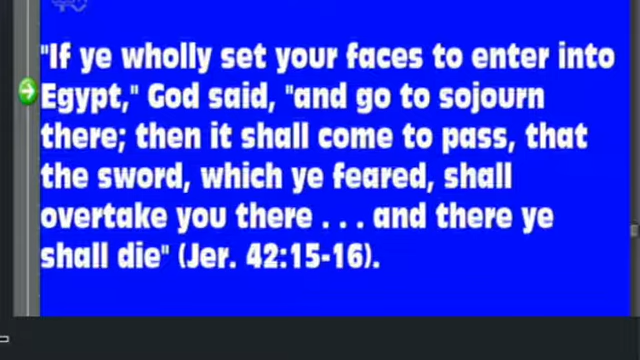 "If ye wholly set your faces to enter into
Egypt," God said, "and go to sojourn
there; then it shall come to pass, that
the sword, which ye feared, shall
overtake you there . . . and there ye
shall die" (Jer. 42:15-16).